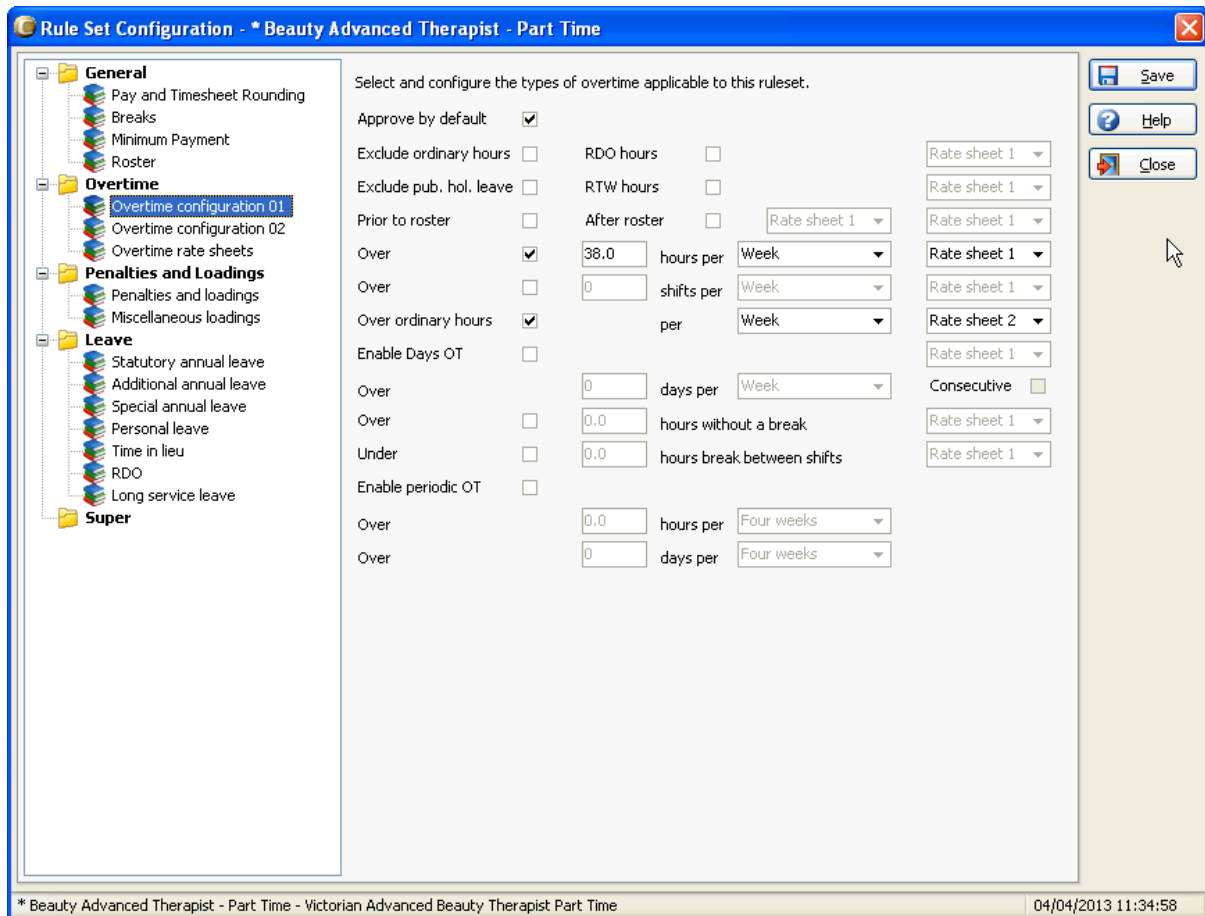 Rule Set Configuration - * Beauty Advanced Therapist - Part Time
General
Pay and Timesheet Rounding
Breaks
Minimum Payment
Roster
Overtime
Overtime configuration 01
Overtime configuration 02
Overtime rate sheets
Penalties and Loadings
Penalties and loadings
Miscellaneous loadings
Leave
Statutory annual leave
Additional annual leave
Special annual leave
Personal leave
Time in lieu
RDO
Long service leave
Super
Select and configure the types of overtime applicable to this ruleset.
Approve by default
Exclude ordinary hours RDO hours Rate sheet 1
Exclude pub. hol. leave RTW hours Rate sheet 1
Prior to roster After roster Rate sheet 1 Rate sheet 1
Over 38.0 hours per Week Rate sheet 1
Over 0 shifts per Week Rate sheet 1
Over ordinary hours per Week Rate sheet 2
Enable Days OT Rate sheet 1
Over 0 days per Week Consecutive
Over 0.0 hours without a break Rate sheet 1
Under 0.0 hours break between shifts Rate sheet 1
Enable periodic OT
Over 0.0 hours per Four weeks
Over 0 days per Four weeks
Save
Help
Close
* Beauty Advanced Therapist - Part Time - Victorian Advanced Beauty Therapist Part Time 04/04/2013 11:34:58